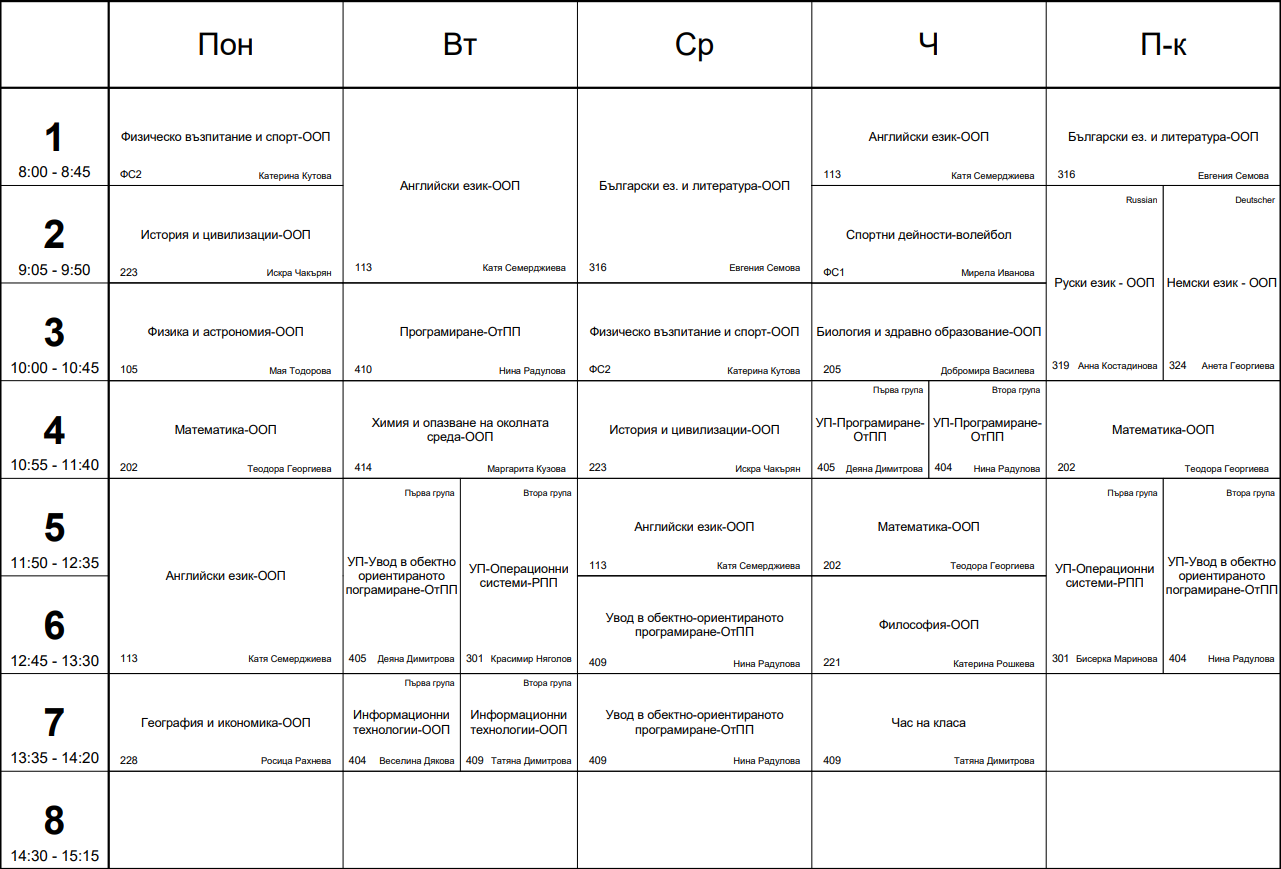 Пон Вт Ср Ч П-к
1
8:00 - 8:45
Физическо възпитание и спорт-ООП
ФС2 Катерина Кутова
Английски език-ООП
113 Катя Семерджиева
Български ез. и литература-ООП
316 Евгения Семова
Английски език-ООП
113 Катя Семерджиева
Български ез. и литература-ООП
316 Евгения Семова
2
9:05 - 9:50
История и цивилизации-ООП
223 Искра Чакърян
Спортни дейности-волейбол
ФС1 Мирела Иванова
Russian
Руски език - ООП
319 Анна Костадинова
Deutscher
Немски език - ООП
324 Анета Георгиева
3
10:00 - 10:45
Физика и астрономия-ООП
105 Мая Тодорова
Програмиране-ОтПП
410 Нина Радулова
Физическо възпитание и спорт-ООП
ФС2 Катерина Кутова
Биология и здравно образование-ООП
205 Добромира Василева
4
10:55 - 11:40
Математика-ООП
202 Теодора Георгиева
Химия и опазване на околната
среда-ООП
414 Маргарита Кузова
История и цивилизации-ООП
223 Искра Чакърян
Първа група
УП-Програмиране-
ОтПП
405 Деяна Димитрова
Втора група
УП-Програмиране-
ОтПП
404 Нина Радулова
Математика-ООП
202 Теодора Георгиева
5
11:50 - 12:35
Английски език-ООП
113 Катя Семерджиева
Първа група
УП-Увод в обектно
ориентираното
пограмиране-ОтПП
405 Деяна Димитрова
Втора група
УП-Операционни
системи-РПП
301 Красимир Няголов
Английски език-ООП
113 Катя Семерджиева
Математика-ООП
202 Теодора Георгиева
Първа група
УП-Операционни
системи-РПП
301 Бисерка Маринова
Втора група
УП-Увод в обектно
ориентираното
пограмиране-ОтПП
404 Нина Радулова
6
12:45 - 13:30
Увод в обектно-ориентираното
програмиране-ОтПП
409 Нина Радулова
Философия-ООП
221 Катерина Рошкева
7
13:35 - 14:20
География и икономика-ООП
228 Росица Рахнева
Първа група
Информационни
технологии-ООП
404 Веселина Дякова
Втора група
Информационни
технологии-ООП
409 Татяна Димитрова
Увод в обектно-ориентираното
програмиране-ОтПП
409 Нина Радулова
Час на класа
409 Татяна Димитрова
8
14:30 - 15:15